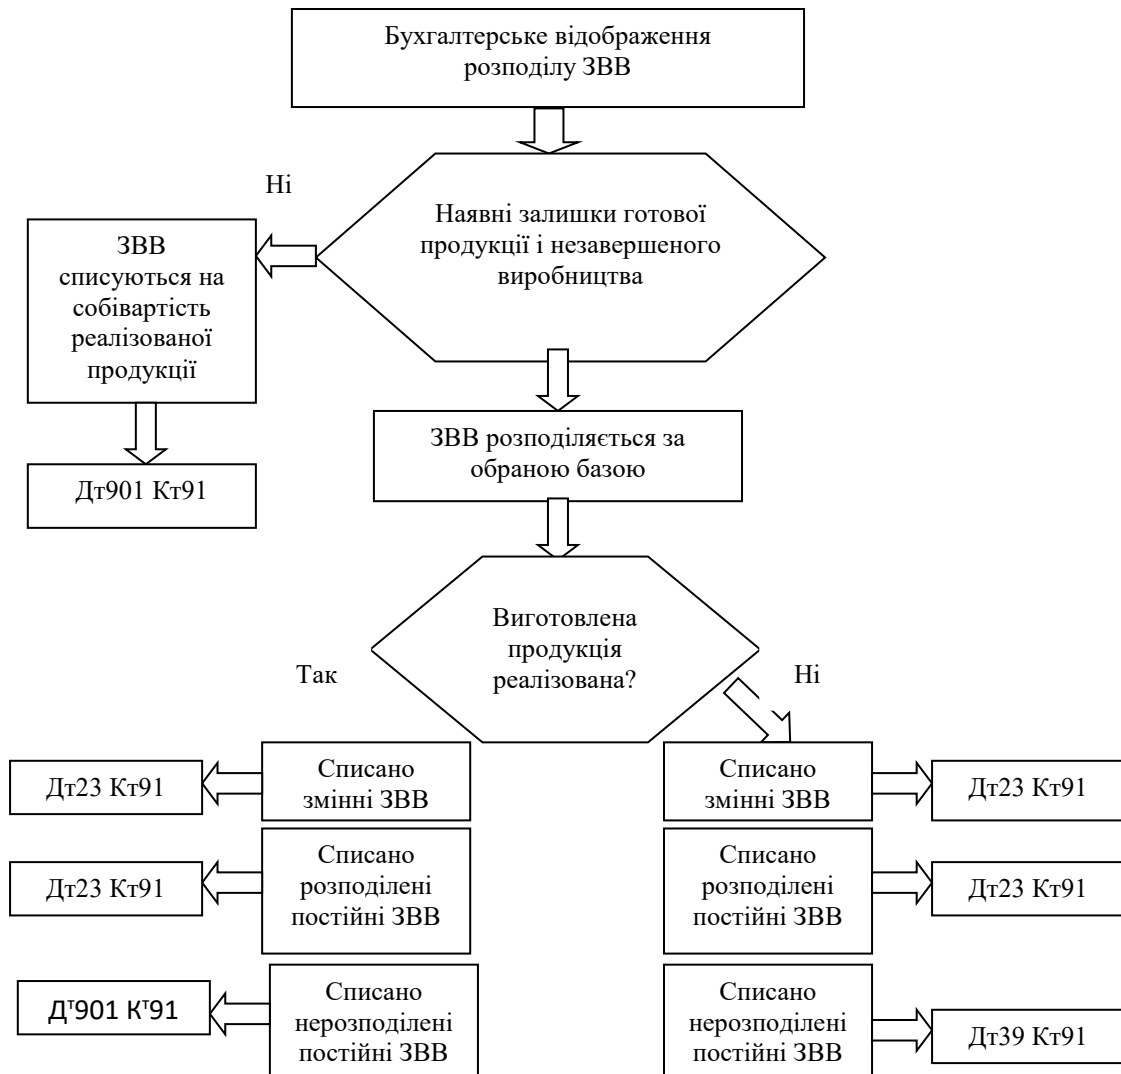 Бухгалтерське відображення
розподілу ЗВВ
Ні
Наявні залишки готової
продукції і незавершеного
виробництва
ЗВВ
списуються на
собівартість
реалізованої
продукції
ЗВВ розподіляється за
обраною базою
Дт901 Кт91
Виготовлена
продукція
реалізована?
Так
Ні
Списано
змінні ЗВВ
Дт23 Кт91
Списано
змінні ЗВВ
Дт23 Кт91
Списано
розподілені
постійні ЗВВ
Дт23 Кт91
Списано
розподілені
постійні ЗВВ
Дт23 Кт91
Списано
нерозподілені
постійні ЗВВ
Дт901 Кт91
Списано
нерозподілені
постійні ЗВВ
Дт39 Кт91